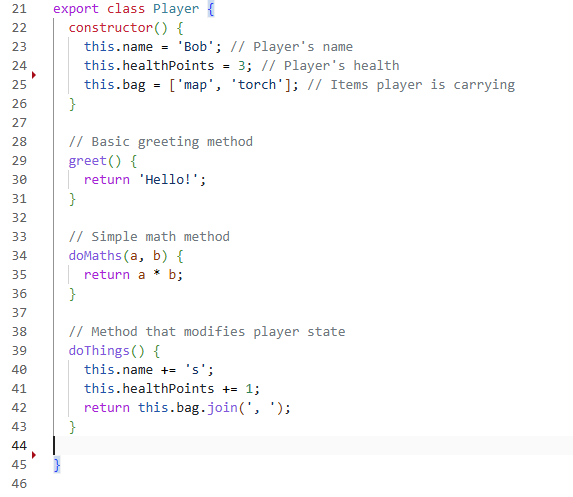 21 export class Player {
22 constructor() {
23 this.name = 'Bob'; // Player's name
24 this.healthPoints = 3; // Player's health
25 this.bag = ['map', 'torch']; // Items player is carrying
26 }
27
28 // Basic greeting method
29 greet() {
30 return 'Hello!';
31 }
32
33 // Simple math method
34 doMaths(a, b) {
35 return a * b;
36 }
37
38 // Method that modifies player state
39 doThings() {
40 this.name += 's';
41 this.healthPoints += 1;
42 return this.bag.join(', ');
43 }
44
45 }
46